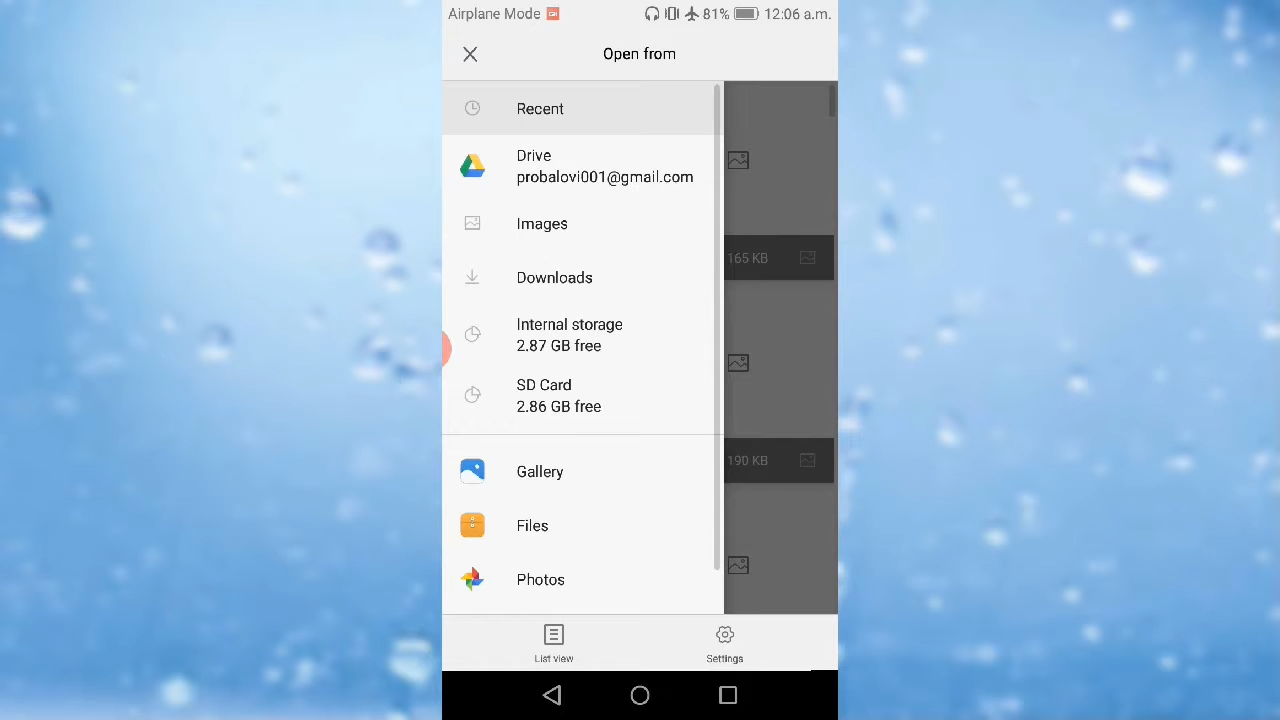 Airplane Mode 81% 12:06 a.m.
Open from
Recent
Drive
probalovi001@gmail.com
Images
165 KB
Downloads
Internal storage
2.87 GB free
SD Card
2.86 GB free
190 KB
Gallery
Files
Photos
List view Settings